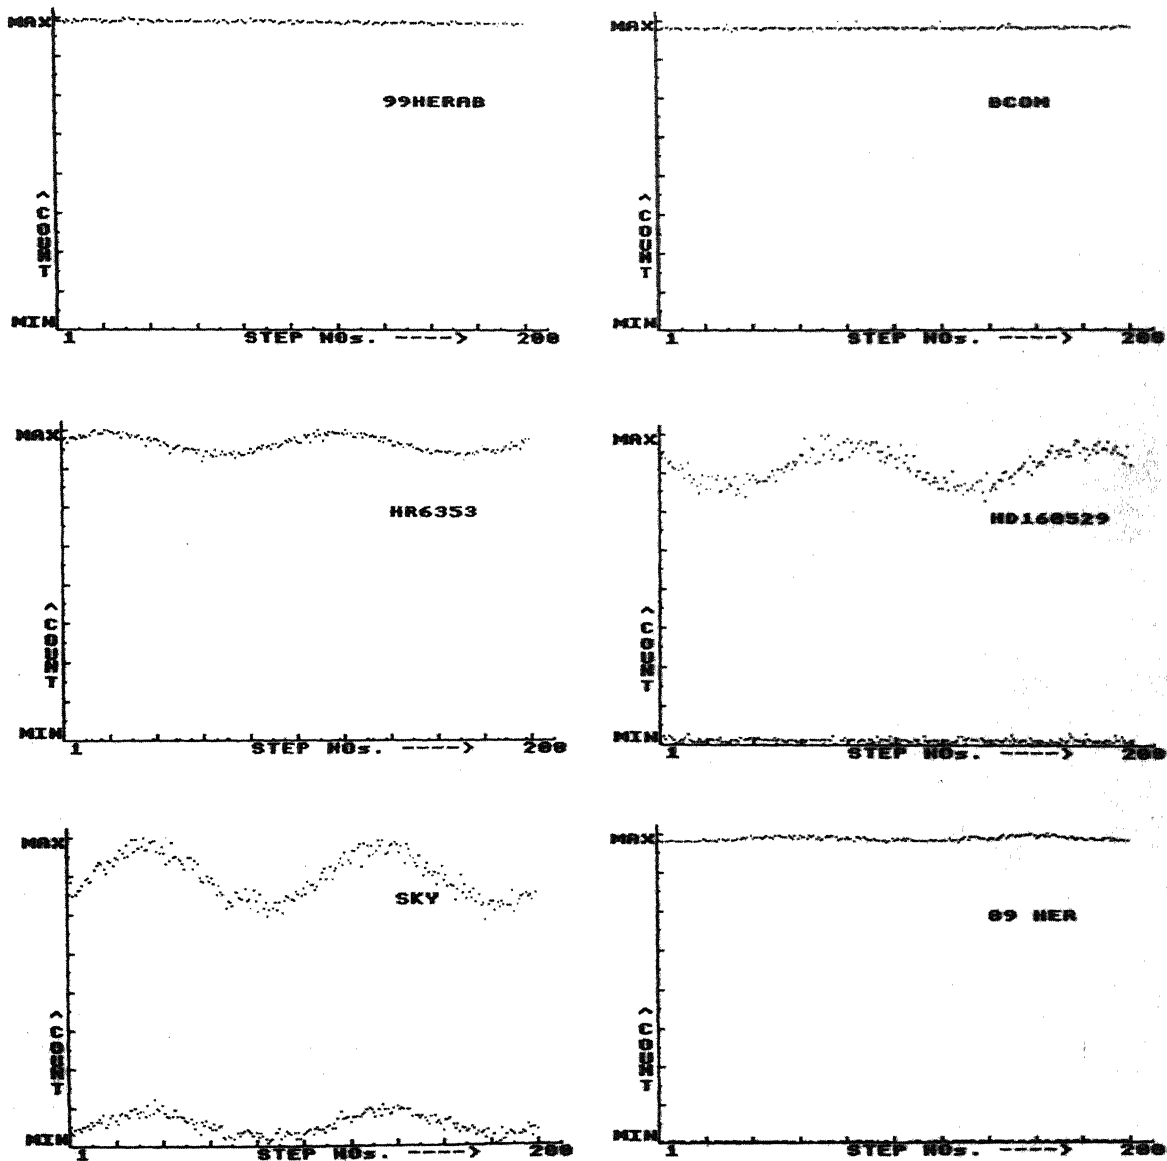 MAX
99HERAB
^COUNT
MIN
1 STEP NOs. ----> 200
MAX
BCOM
^COUNT
MIN
1 STEP NOs. ----> 200
MAX
HR6353
^COUNT
MIN
1 STEP NOs. ----> 200
MAX
HD160529
^COUNT
MIN
1 STEP NOs. ----> 200
MAX
SKY
^COUNT
MIN
1 STEP NOs. ----> 200
MAX
89 HER
^COUNT
MIN
1 STEP NOs. ----> 200